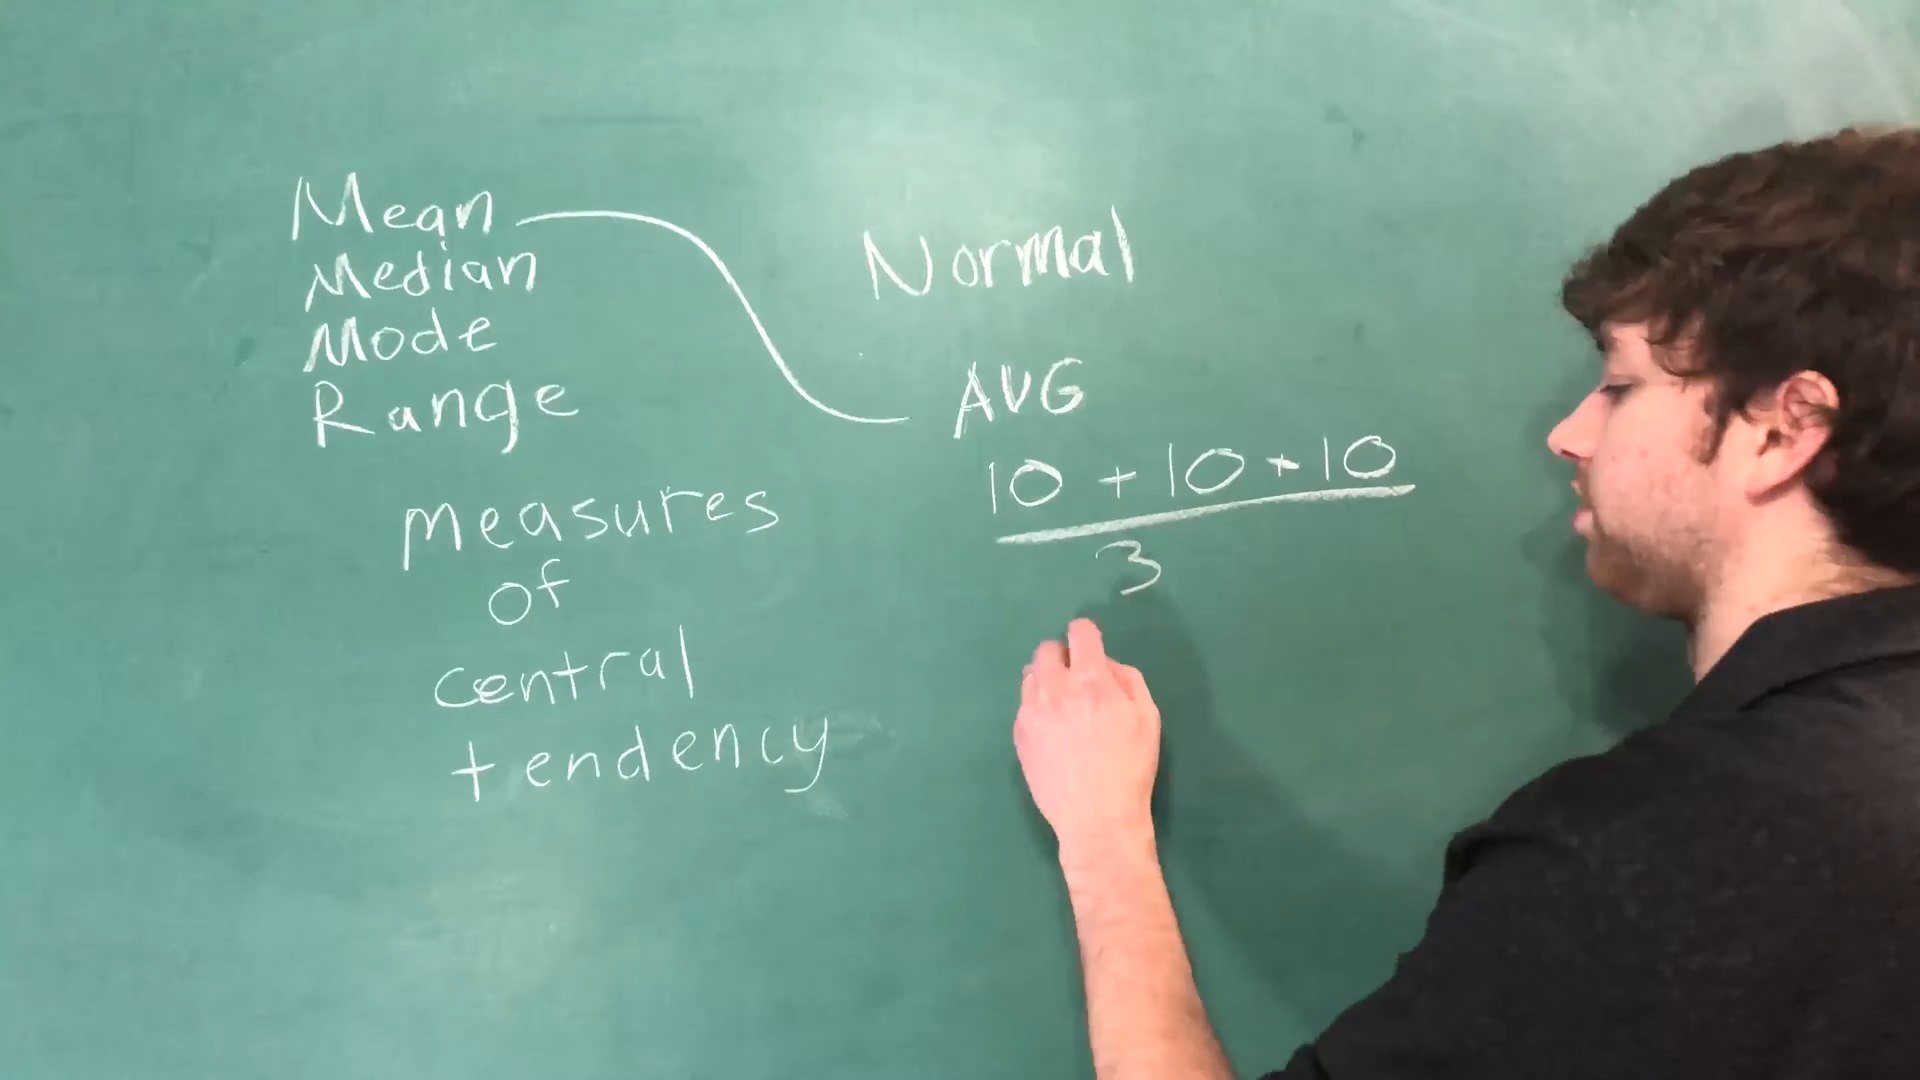 Mean
Median
Mode
Range
measures
of
central
tendency
Normal
AVG
10 + 10 + 10
3